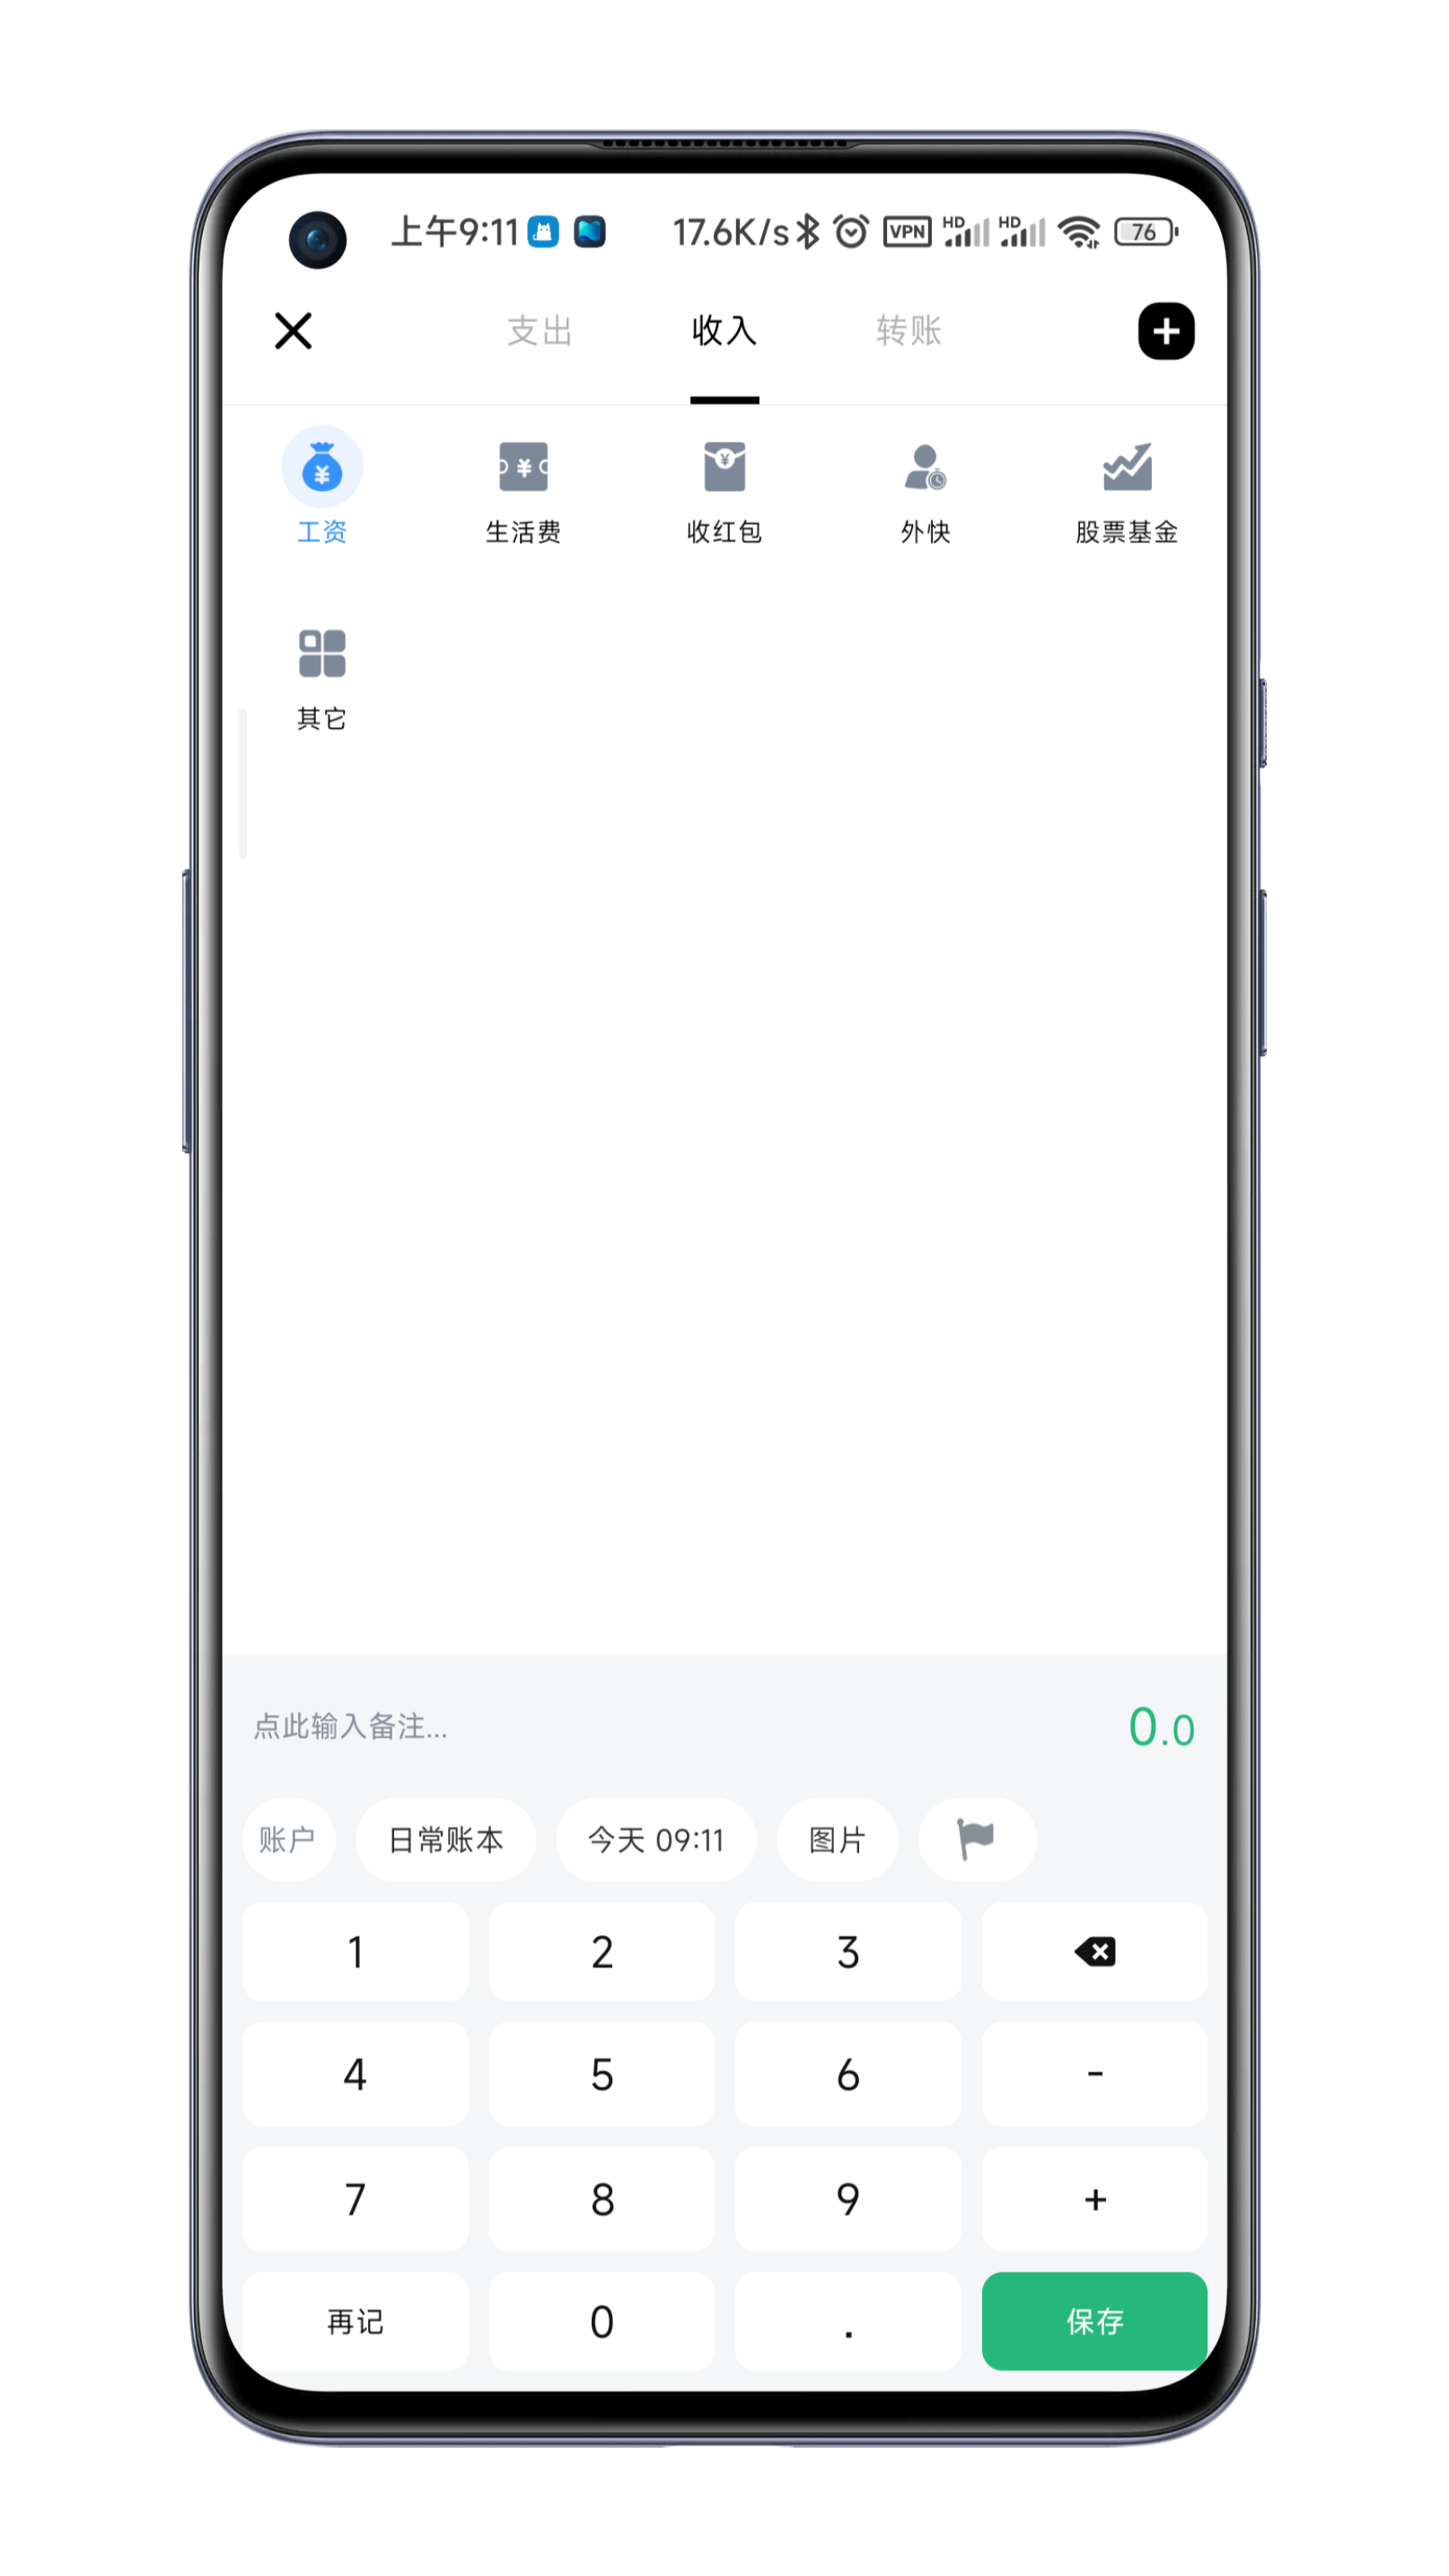 上午9:11 17.6K/s VPN HD HD 76
支出 收入 转账
工资 生活费 收红包 外快 股票基金
其它
点此输入备注... 0.0
账户 日常账本 今天 09:11 图片
1 2 3
4 5 6 -
7 8 9 +
再记 0 . 保存